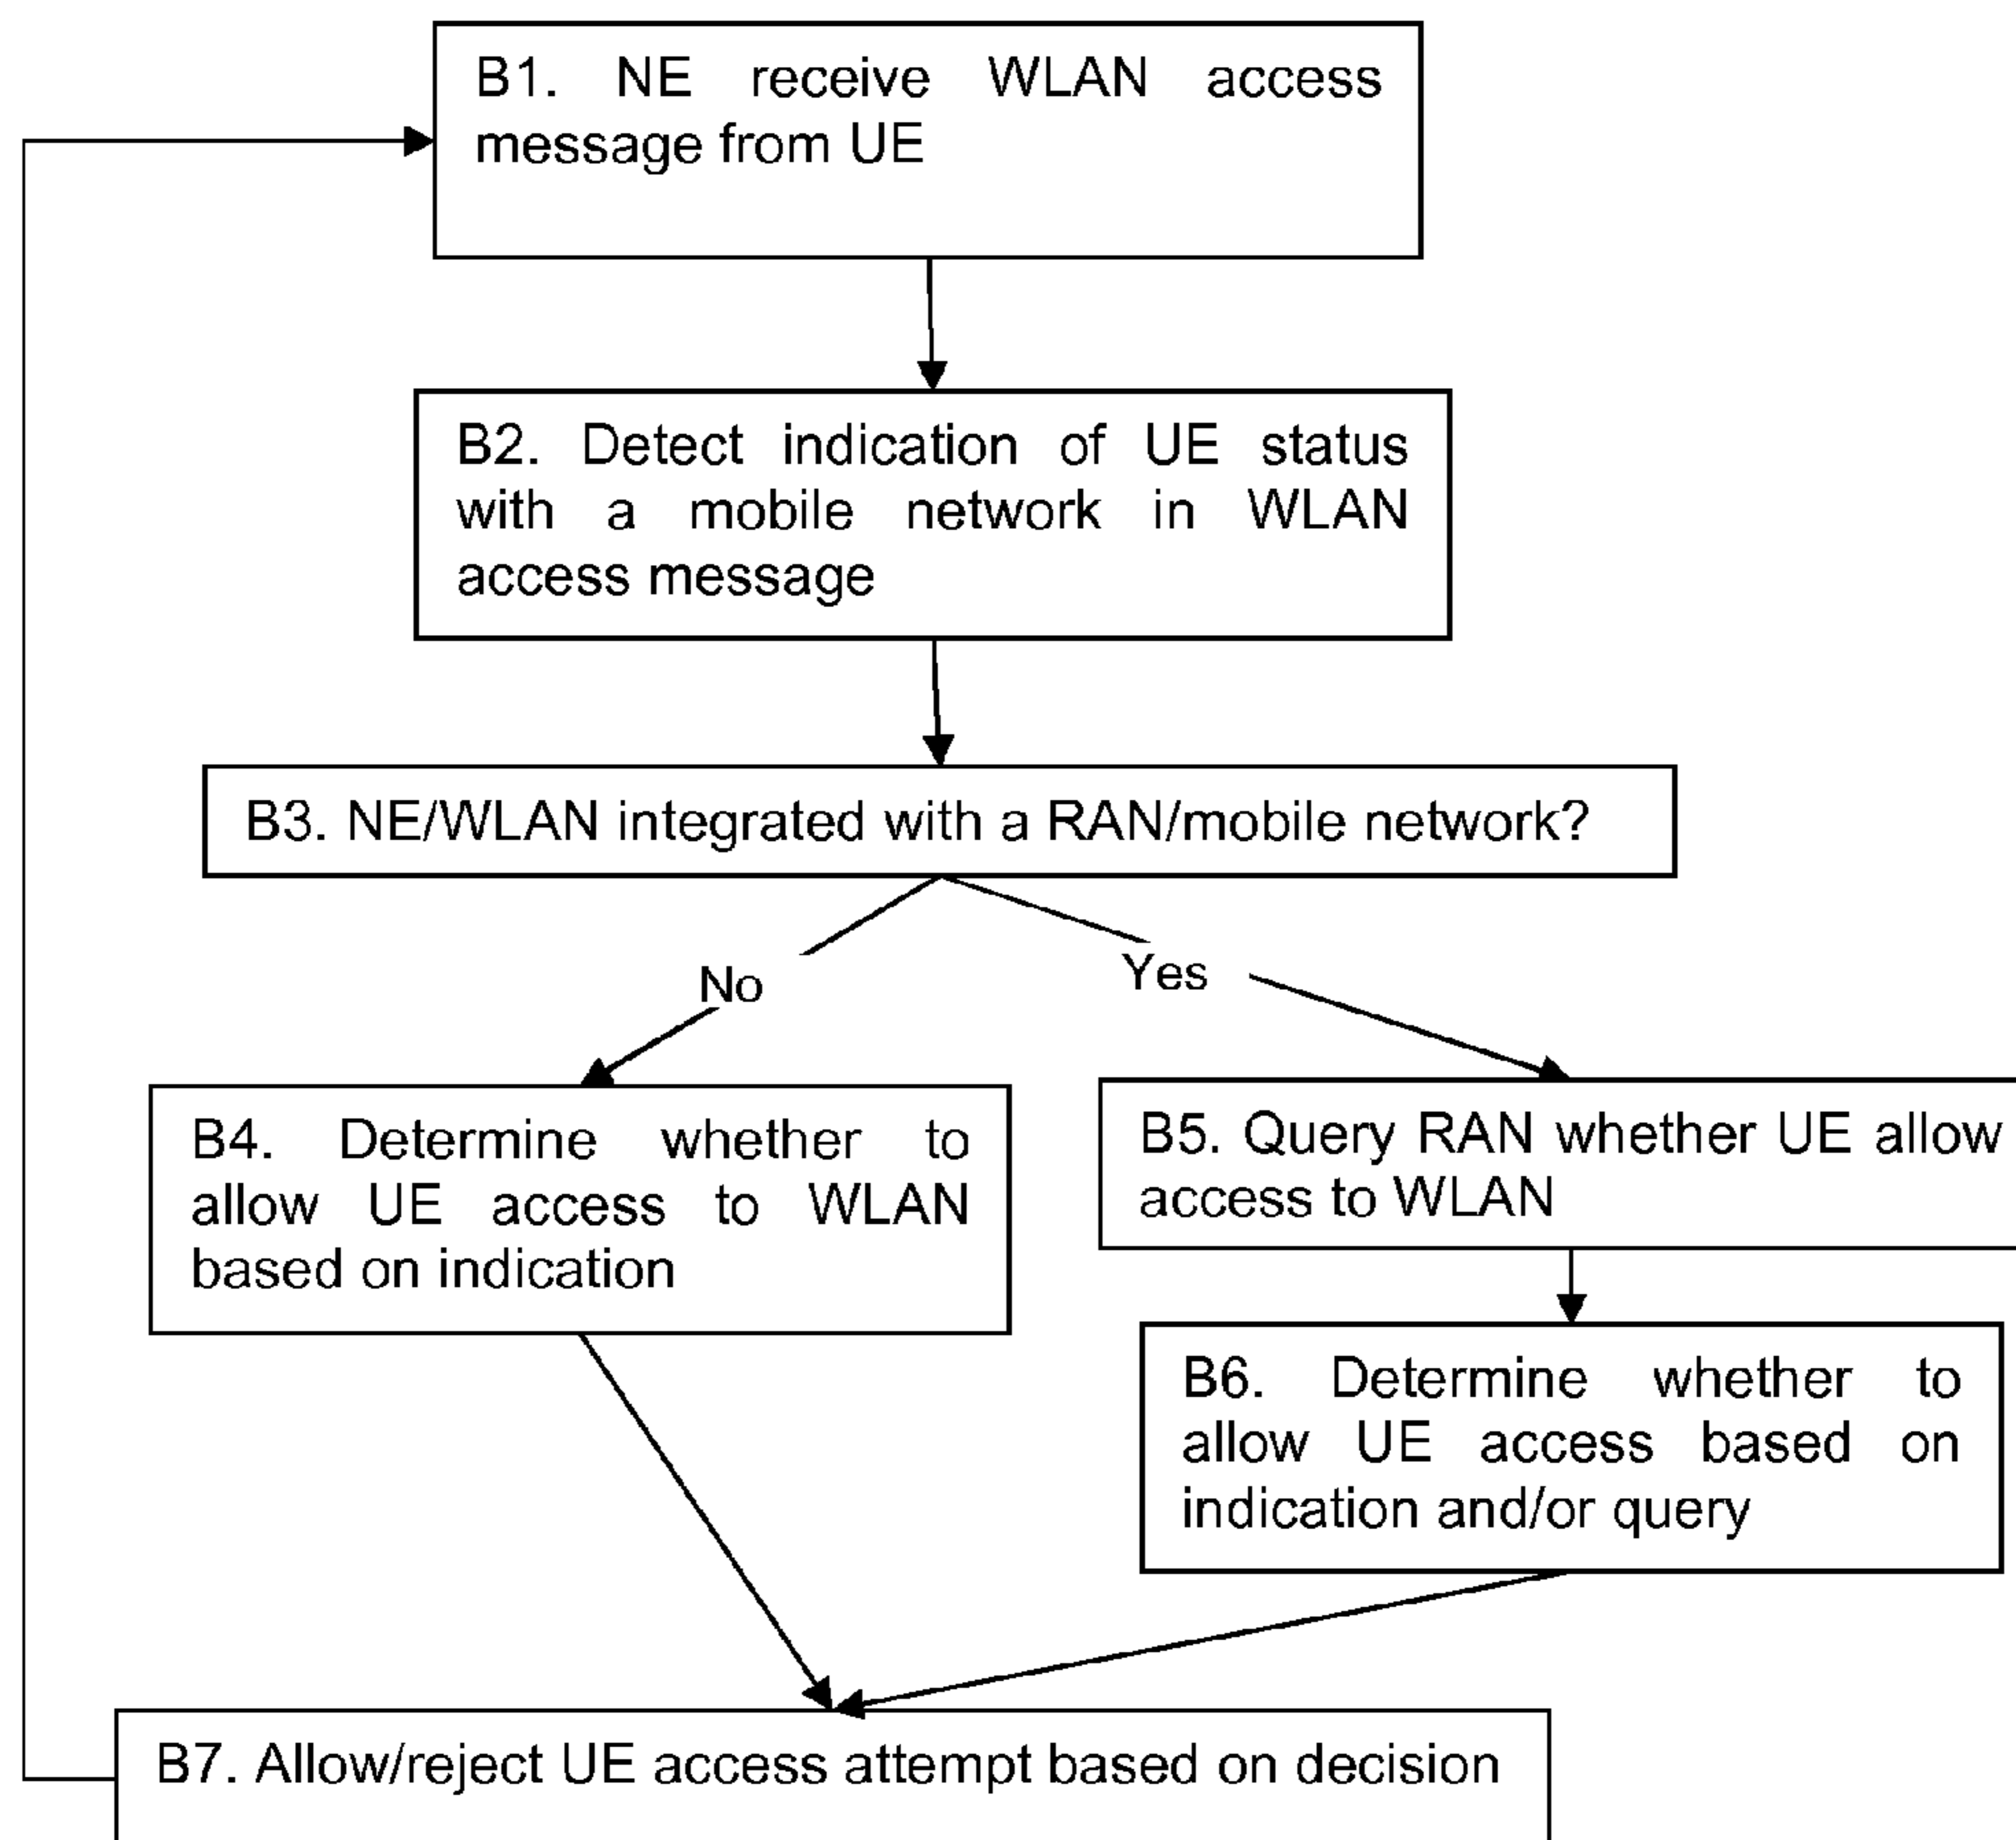 B1. NE receive WLAN access
message from UE
B2. Detect indication of UE status
with a mobile network in WLAN
access message
B3. NE/WLAN integrated with a RAN/mobile network?
No
Yes
B4. Determine whether to
allow UE access to WLAN
based on indication
B5. Query RAN whether UE allow
access to WLAN
B6. Determine whether to
allow UE access based on
indication and/or query
B7. Allow/reject UE access attempt based on decision